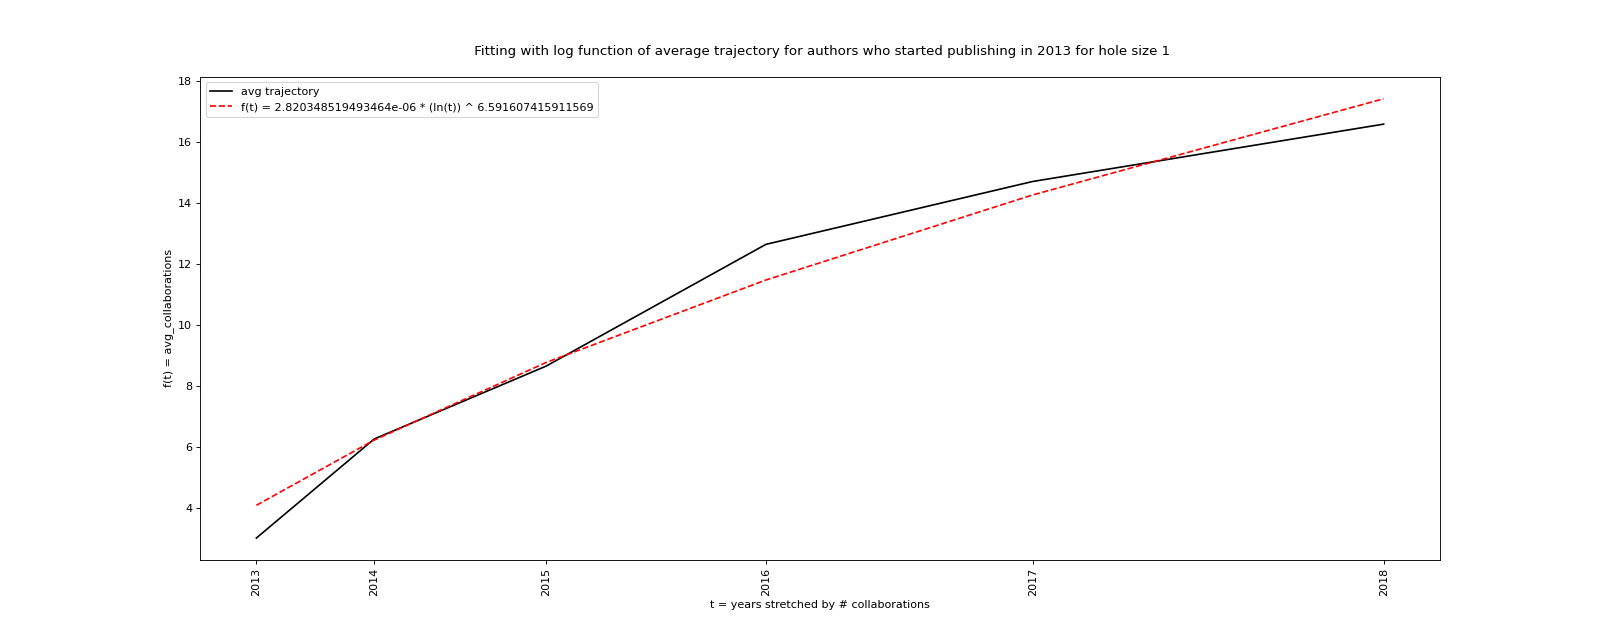 Fitting with log function of average trajectory for authors who started publishing in 2013 for hole size 1
avg trajectory
f(t) = 2.820348519493464e-06 * (ln(t)) ^ 6.591607415911569
18
16
14
12
10
8
6
4
f(t) = avg_collaborations
2013
2014
2015
2016
2017
2018
t = years stretched by # collaborations